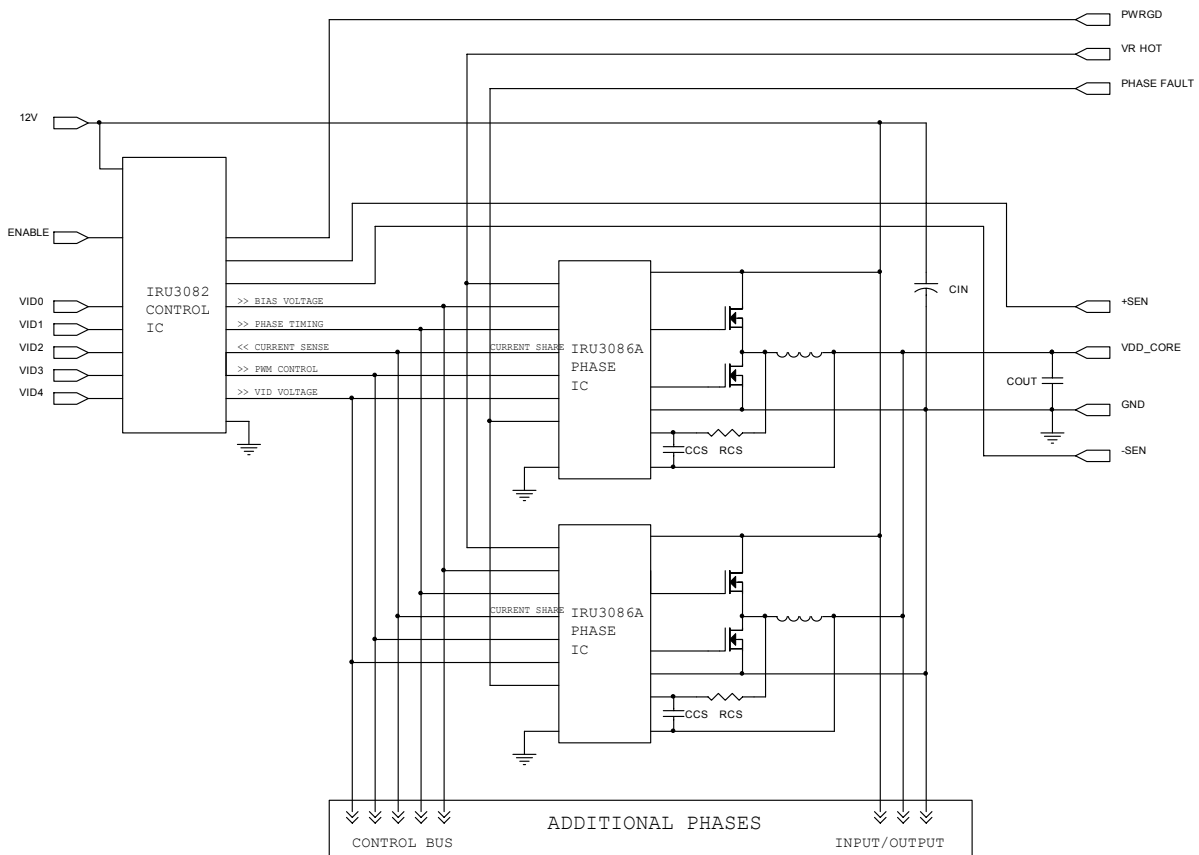 PWRGD
VR HOT
PHASE FAULT
12V
ENABLE
IRU3082
CONTROL
IC
CIN
+SEN
VID0
>> BIAS VOLTAGE
VID1
>> PHASE TIMING
VID2
<< CURRENT SENSE
CURRENT SHARE
IRU3086A
PHASE
IC
VDD_CORE
VID3
>> PWM CONTROL
COUT
VID4
>> VID VOLTAGE
GND
CCS
RCS
-SEN
CURRENT SHARE
IRU3086A
PHASE
IC
CCS
RCS
ADDITIONAL PHASES
CONTROL BUS
INPUT/OUTPUT